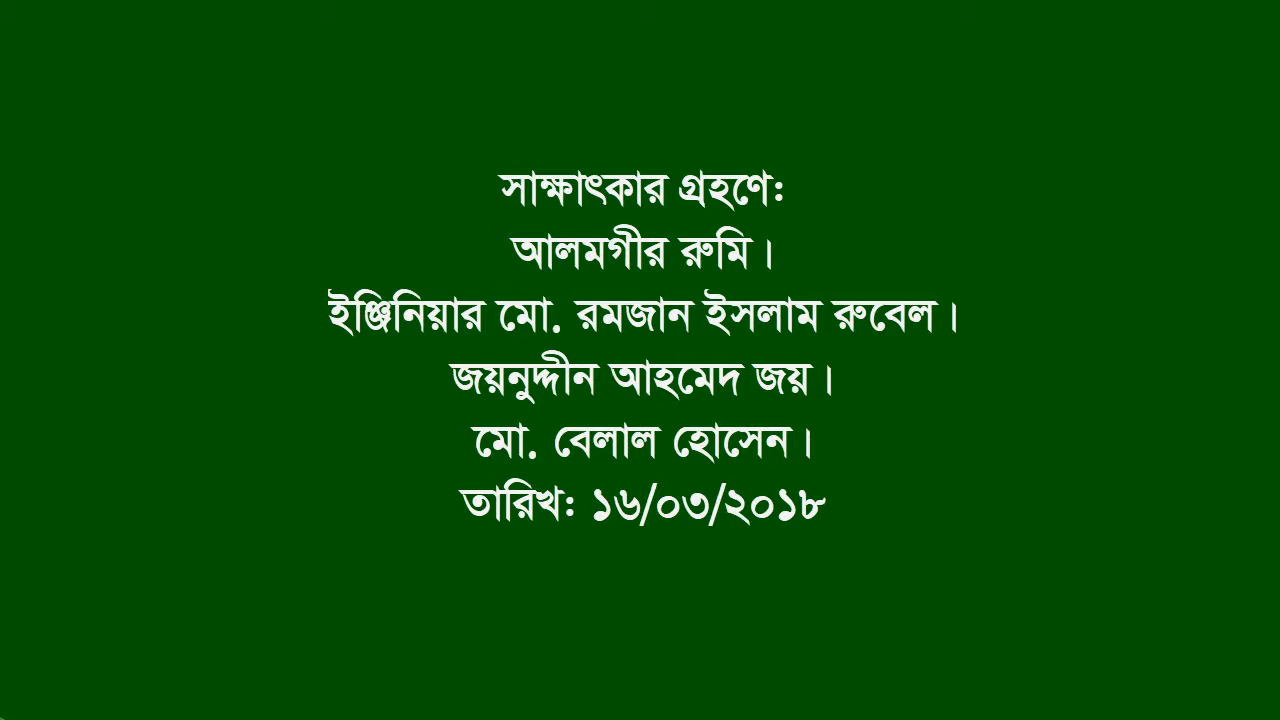 সাক্ষাৎকার গ্রহণে:
আলমগীর রুমি।
ইঞ্জিনিয়ার মো. রমজান ইসলাম রুবেল।
জয়নুদ্দীন আহমেদ জয়।
মো. বেলাল হোসেন।
তারিখ: ১৬/০৩/২০১৮